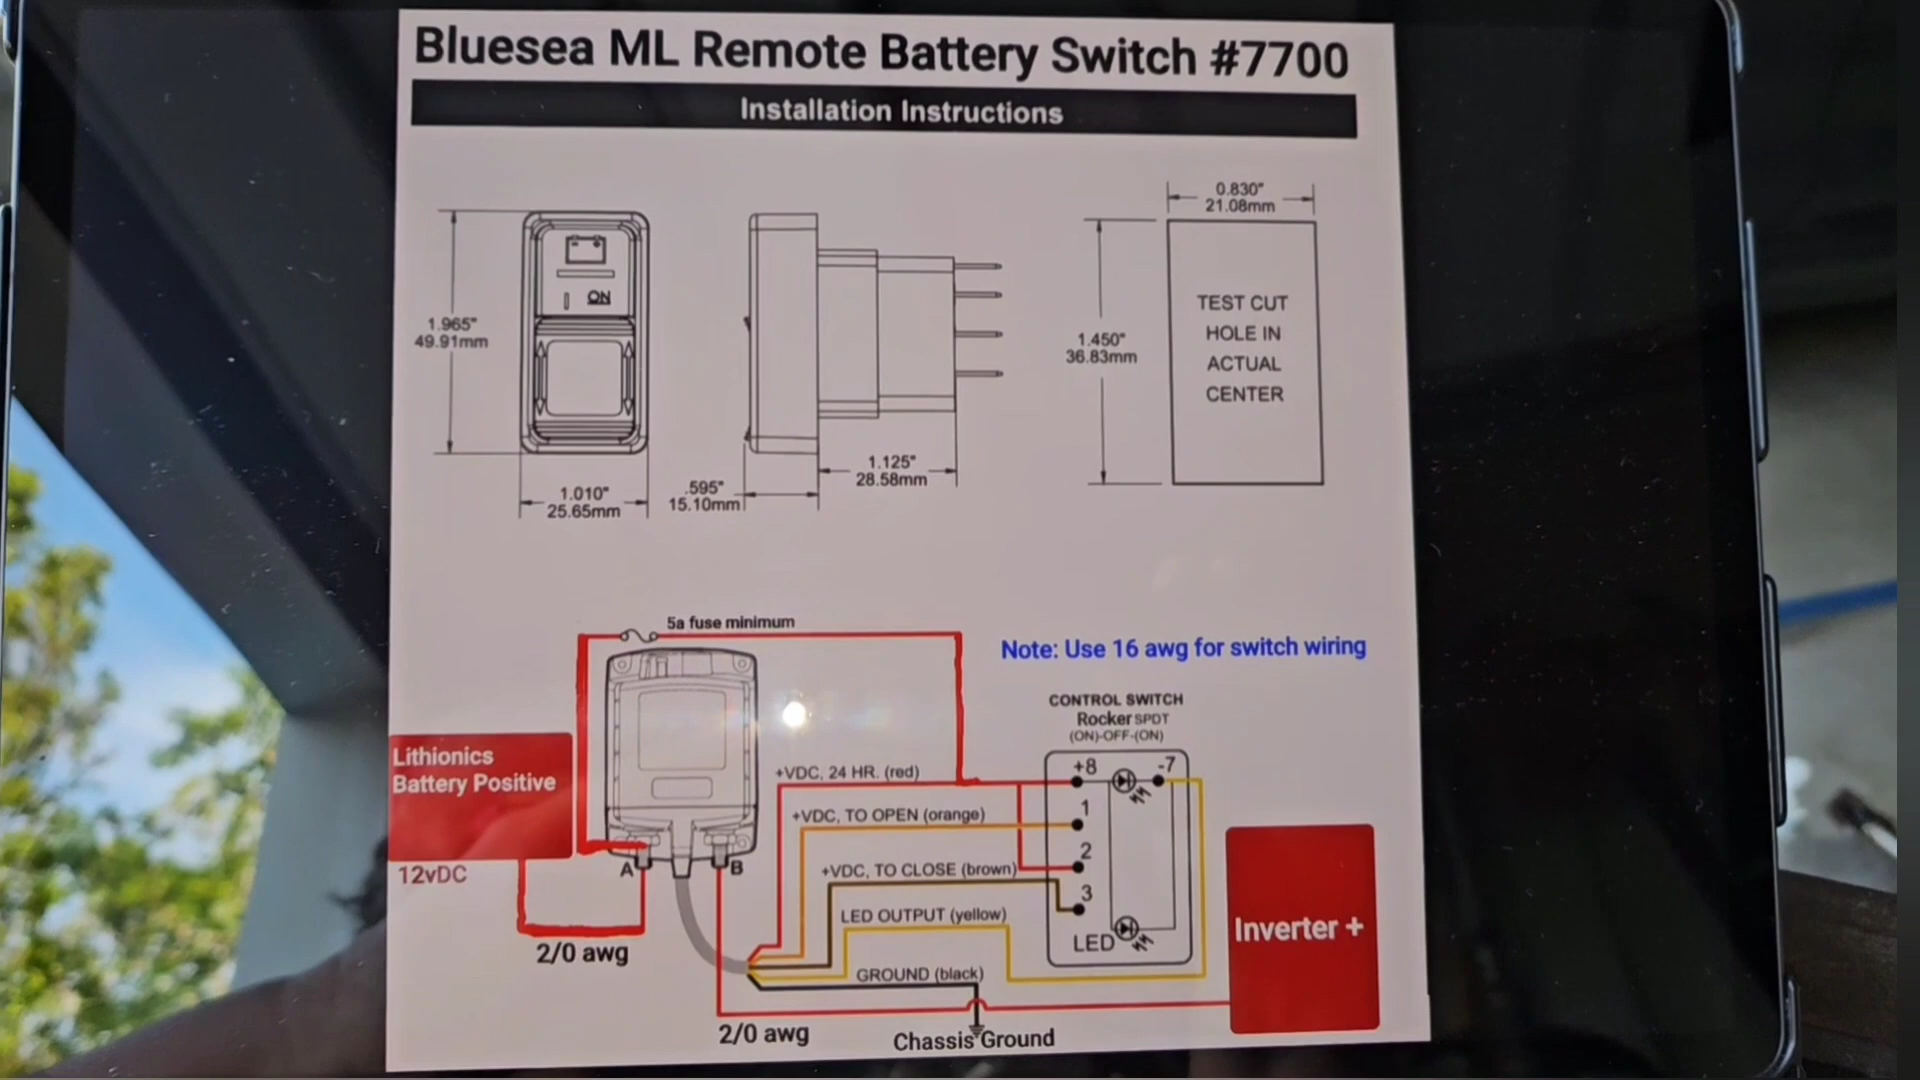 Bluesea ML Remote Battery Switch #7700
Installation Instructions
0.830"
21.08mm
ON
1.965"
49.91mm
1.450"
36.83mm
TEST CUT
HOLE IN
ACTUAL
CENTER
1.010"
25.65mm
.595"
15.10mm
1.125"
28.58mm
5a fuse minimum
Note: Use 16 awg for switch wiring
CONTROL SWITCH
Rocker SPDT
(ON)-OFF-(ON)
Lithionics
Battery Positive
12vDC
+VDC, 24 HR. (red)
+8
-7
+VDC, TO OPEN (orange)
1
2
A
B
+VDC, TO CLOSE (brown)
3
LED OUTPUT (yellow)
LED
Inverter +
2/0 awg
GROUND (black)
2/0 awg
Chassis Ground